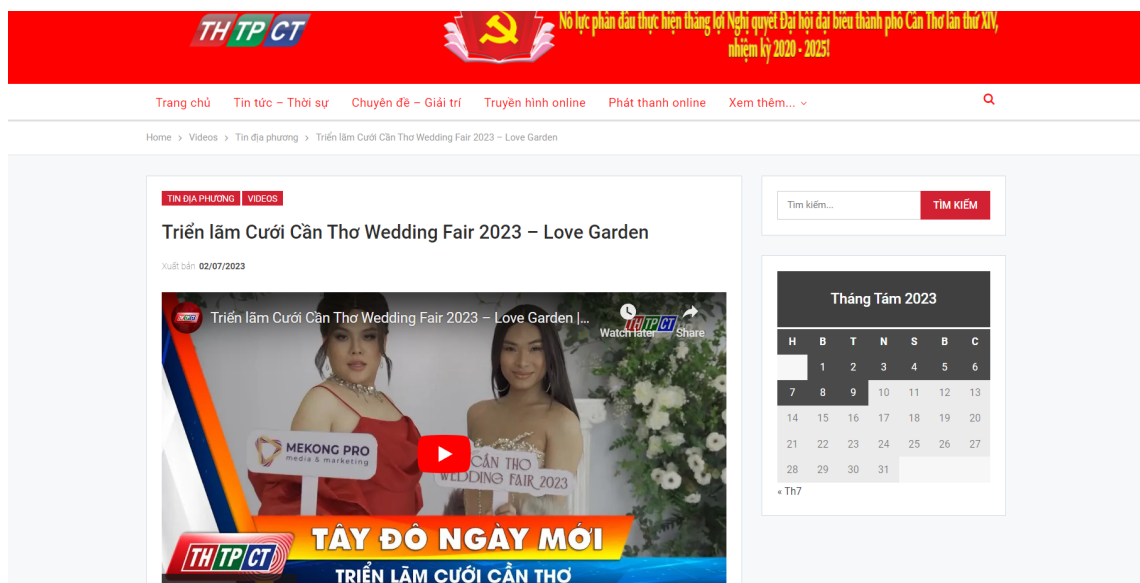 THTPCT
Nỗ lực phấn đấu thực hiện thắng lợi Nghị quyết Đại hội đại biểu thành phố Cần Thơ lần thứ XIV,
nhiệm kỳ 2020 - 2025!
Trang chủ Tin tức – Thời sự Chuyên đề – Giải trí Truyền hình online Phát thanh online Xem thêm...
Home > Videos > Tin địa phương > Triển lãm Cưới Cần Thơ Wedding Fair 2023 – Love Garden
TIN ĐỊA PHƯƠNG VIDEOS
Triển lãm Cưới Cần Thơ Wedding Fair 2023 – Love Garden
Xuất bản 02/07/2023
Triển lãm Cưới Cần Thơ Wedding Fair 2023 – Love Garden |...
THTPCT
Watch later Share
MEKONG PRO
media & marketing
CẦN THƠ
WEDDING FAIR 2023
TÂY ĐÔ NGÀY MỚI
THTPCT
TRIỂN LÃM CƯỚI CẦN THƠ
Tìm kiếm... TÌM KIẾM
Tháng Tám 2023
H B T N S B C
1 2 3 4 5 6
7 8 9 10 11 12 13
14 15 16 17 18 19 20
21 22 23 24 25 26 27
28 29 30 31
« Th7